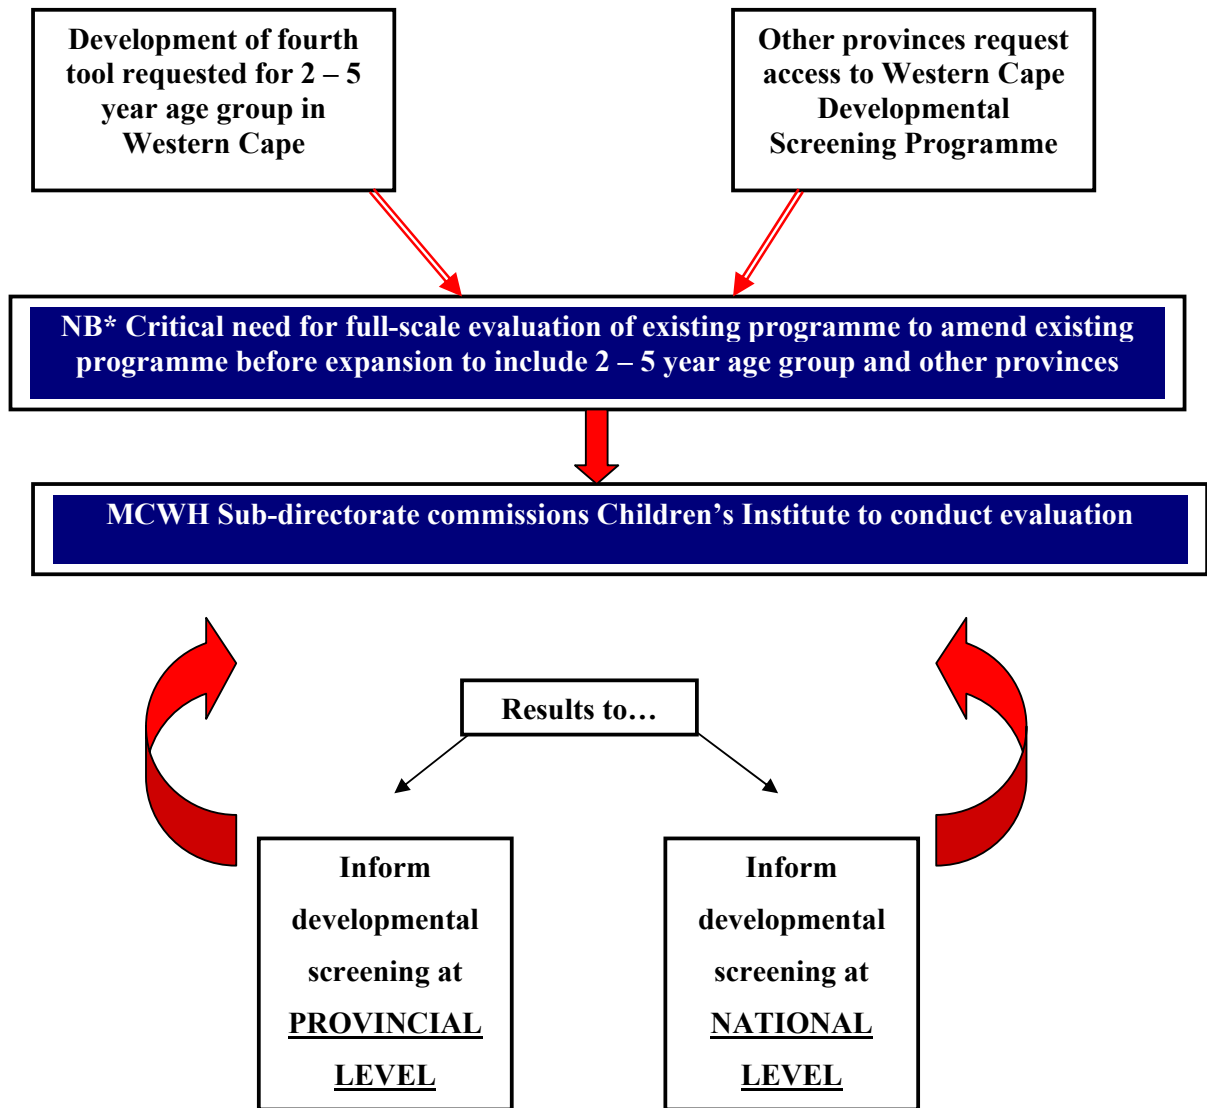 Development of fourth
tool requested for 2 – 5
year age group in
Western Cape
Other provinces request
access to Western Cape
Developmental
Screening Programme
NB* Critical need for full-scale evaluation of existing programme to amend existing
programme before expansion to include 2 – 5 year age group and other provinces
MCWH Sub-directorate commissions Children’s Institute to conduct evaluation
Results to…
Inform
developmental
screening at
PROVINCIAL
LEVEL
Inform
developmental
screening at
NATIONAL
LEVEL